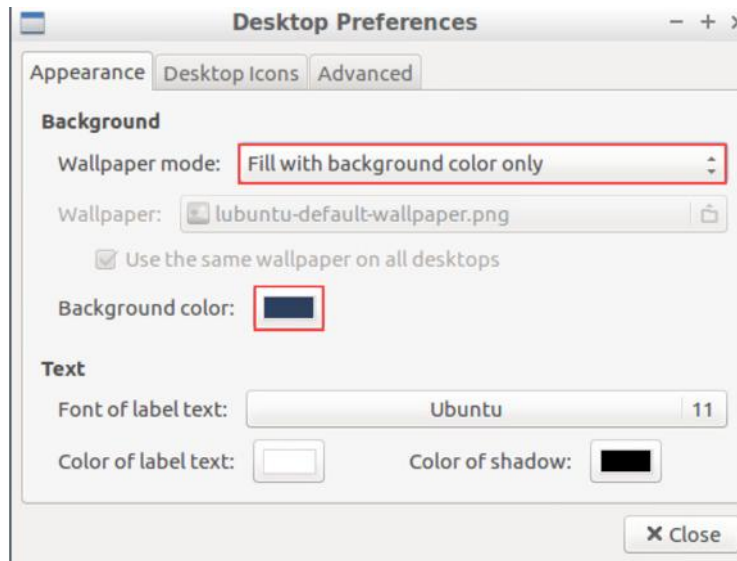 Desktop Preferences
Appearance Desktop Icons Advanced
Background
Wallpaper mode: Fill with background color only
Wallpaper: lubuntu-default-wallpaper.png
Use the same wallpaper on all desktops
Background color:
Text
Font of label text: Ubuntu 11
Color of label text: Color of shadow:
Close